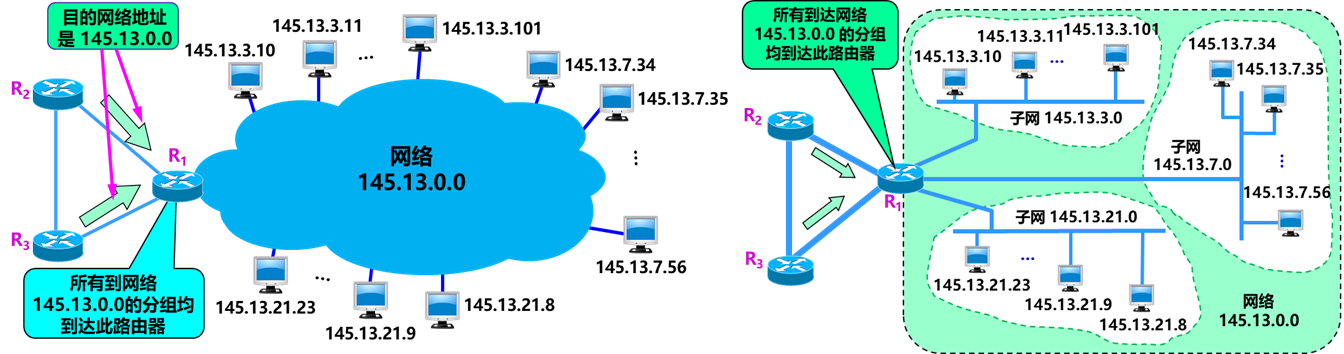 目的网络地址
是 145.13.0.0
145.13.3.10
145.13.3.11
...
145.13.3.101
145.13.7.34
145.13.7.35
...
R2
R1
R3
网络
145.13.0.0
145.13.7.56
所有到网络
145.13.0.0的分组均
到达此路由器
145.13.21.23
...
145.13.21.9
145.13.21.8
所有到达网络
145.13.0.0 的分组
均到达此路由器
145.13.3.10
145.13.3.11
...
145.13.3.101
子网 145.13.3.0
145.13.7.34
145.13.7.35
子网
145.13.7.0
...
145.13.7.56
R2
R1
R3
子网 145.13.21.0
145.13.21.23
...
145.13.21.9
145.13.21.8
网络
145.13.0.0